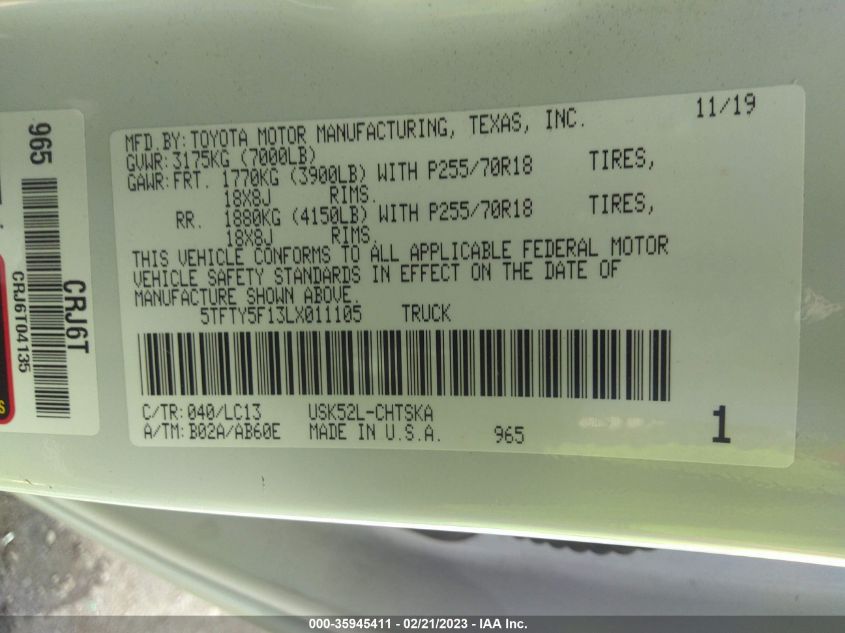 11/19
MFD.BY: TOYOTA MOTOR MANUFACTURING, TEXAS, INC.
GVWR: 3175KG (7000LB)
GAWR: FRT. 1770KG (3900LB) WITH P255/70R18 TIRES,
18X8J RIMS.
RR. 1880KG (4150LB) WITH P255/70R18 TIRES,
18X8J RIMS.
THIS VEHICLE CONFORMS TO ALL APPLICABLE FEDERAL MOTOR
VEHICLE SAFETY STANDARDS IN EFFECT ON THE DATE OF
MANUFACTURE SHOWN ABOVE.
5TFTY5F13LX011105 TRUCK
C/TR: 040/LC13 USK52L-CHTSKA
A/TM: B02A/AB60E MADE IN U.S.A. 965 1
965
CRJ6T
CRJ6T04135
000-35945411 - 02/21/2023 - IAA Inc.